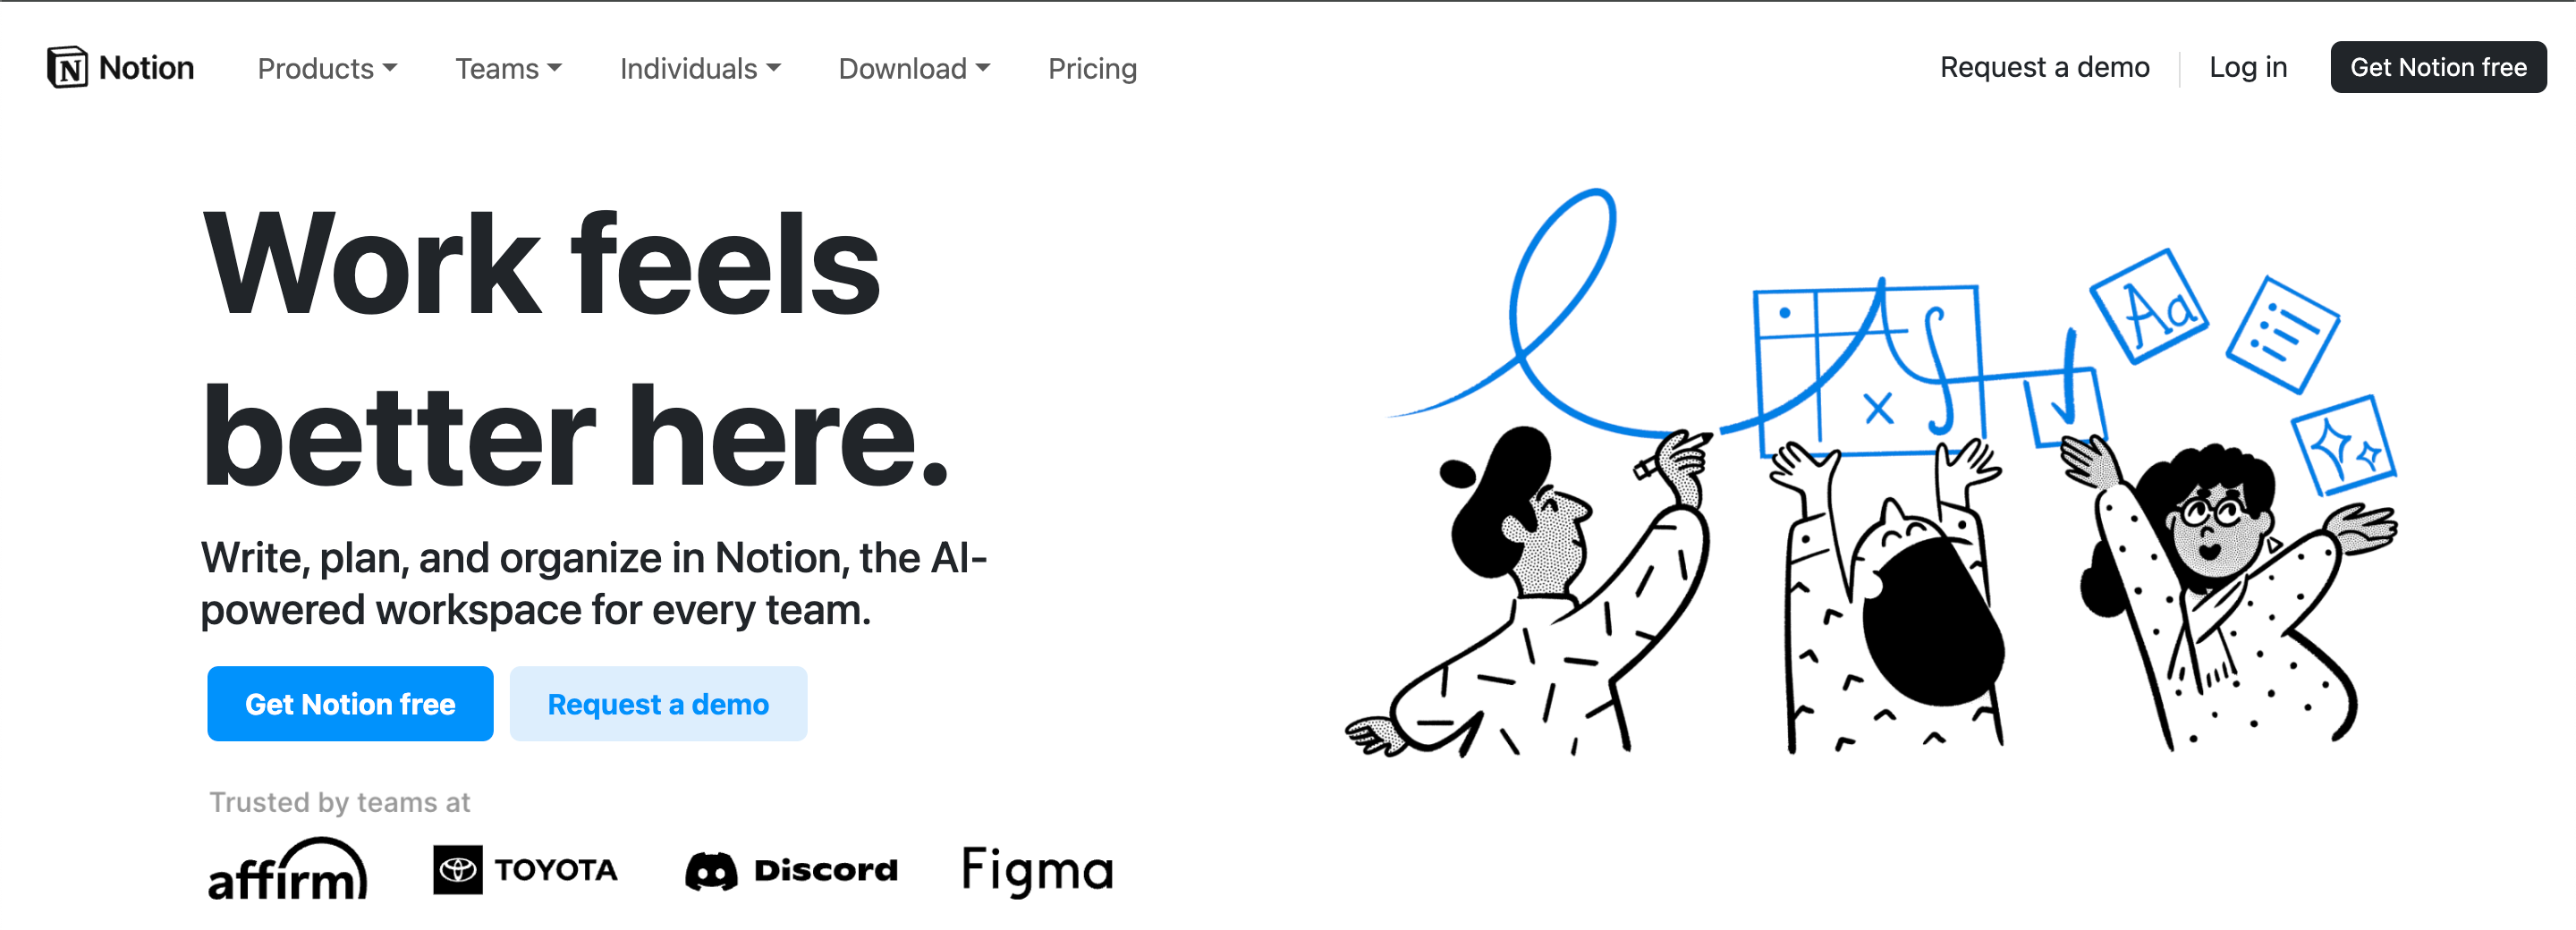 Notion Products Teams Individuals Download Pricing Request a demo Log in Get Notion free
Work feels
better here.
Write, plan, and organize in Notion, the AI-
powered workspace for every team.
Get Notion free Request a demo
Trusted by teams at
affirm TOYOTA Discord Figma
Aa
x